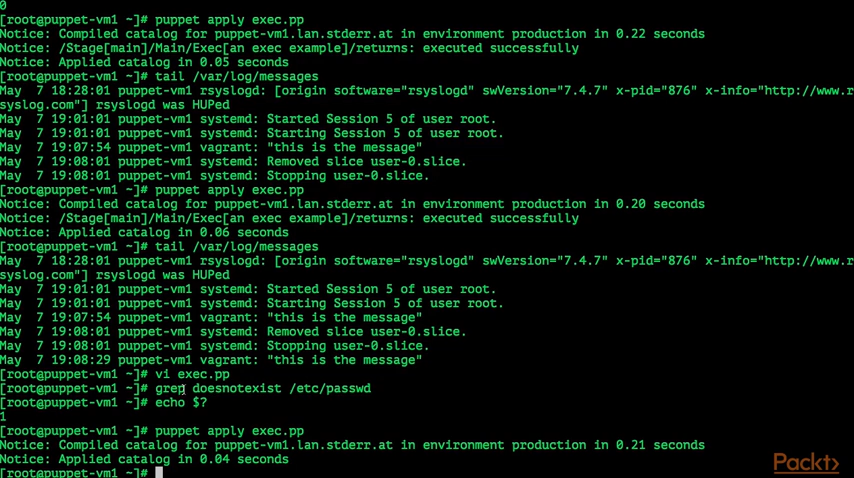 0
[root@puppet-vm1 ~]# puppet apply exec.pp
Notice: Compiled catalog for puppet-vm1.lan.stderr.at in environment production in 0.22 seconds
Notice: /Stage[main]/Main/Exec[an exec example]/returns: executed successfully
Notice: Applied catalog in 0.05 seconds
[root@puppet-vm1 ~]# tail /var/log/messages
May  7 18:28:01 puppet-vm1 rsyslogd: [origin software="rsyslogd" swVersion="7.4.7" x-pid="876" x-info="http://www.r
syslog.com"] rsyslogd was HUPed
May  7 19:01:01 puppet-vm1 systemd: Started Session 5 of user root.
May  7 19:01:01 puppet-vm1 systemd: Starting Session 5 of user root.
May  7 19:07:54 puppet-vm1 vagrant: "this is the message"
May  7 19:08:01 puppet-vm1 systemd: Removed slice user-0.slice.
May  7 19:08:01 puppet-vm1 systemd: Stopping user-0.slice.
[root@puppet-vm1 ~]# puppet apply exec.pp
Notice: Compiled catalog for puppet-vm1.lan.stderr.at in environment production in 0.20 seconds
Notice: /Stage[main]/Main/Exec[an exec example]/returns: executed successfully
Notice: Applied catalog in 0.06 seconds
[root@puppet-vm1 ~]# tail /var/log/messages
May  7 18:28:01 puppet-vm1 rsyslogd: [origin software="rsyslogd" swVersion="7.4.7" x-pid="876" x-info="http://www.r
syslog.com"] rsyslogd was HUPed
May  7 19:01:01 puppet-vm1 systemd: Started Session 5 of user root.
May  7 19:01:01 puppet-vm1 systemd: Starting Session 5 of user root.
May  7 19:07:54 puppet-vm1 vagrant: "this is the message"
May  7 19:08:01 puppet-vm1 systemd: Removed slice user-0.slice.
May  7 19:08:01 puppet-vm1 systemd: Stopping user-0.slice.
May  7 19:08:29 puppet-vm1 vagrant: "this is the message"
[root@puppet-vm1 ~]# vi exec.pp
[root@puppet-vm1 ~]# grep doesnotexist /etc/passwd
[root@puppet-vm1 ~]# echo $?
1
[root@puppet-vm1 ~]# puppet apply exec.pp
Notice: Compiled catalog for puppet-vm1.lan.stderr.at in environment production in 0.21 seconds
Notice: Applied catalog in 0.04 seconds
[root@puppet-vm1 ~]#
Packt>